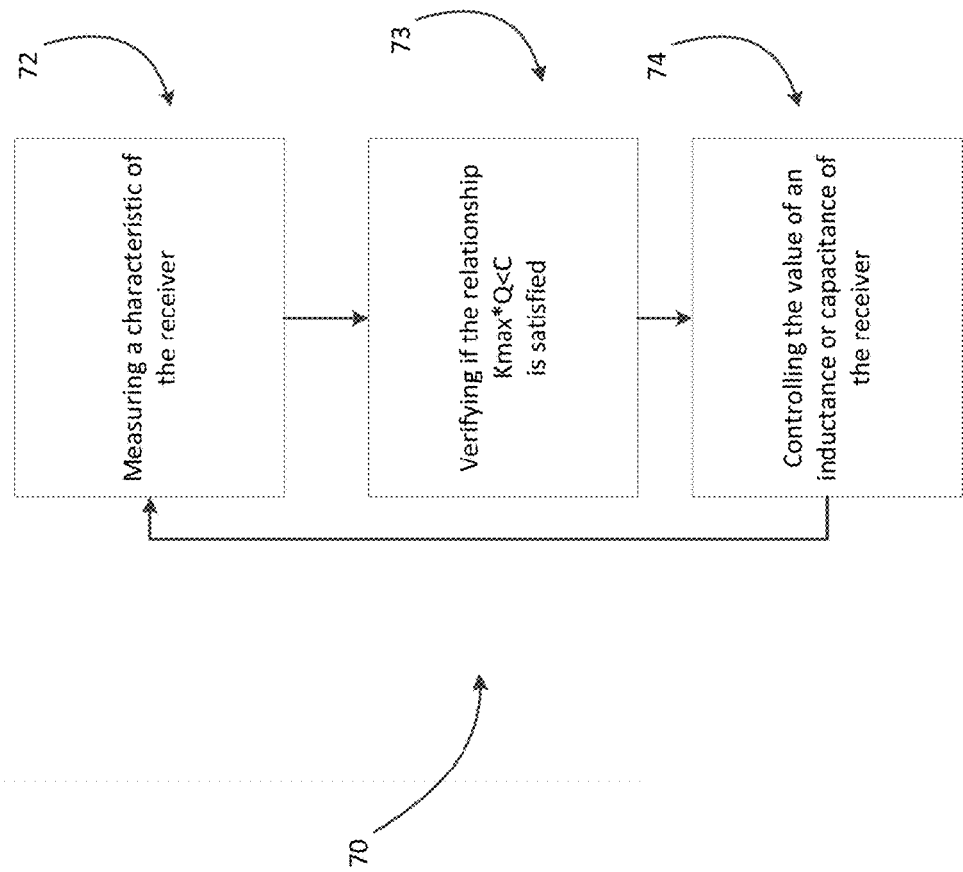 72
Measuring a characteristic of
the receiver
73
Verifying if the relationship
Kmax*Q<C
is satisfied
74
Controlling the value of an
inductance or capacitance of
the receiver
70